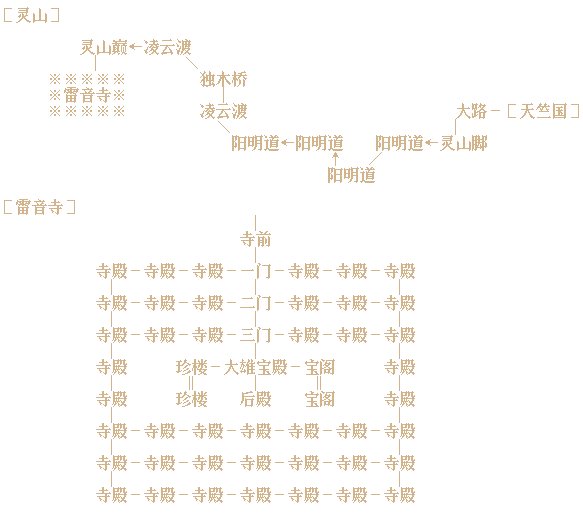 ［灵山］
灵山巅←凌云渡
※※※※※ 独木桥
※雷音寺※
※※※※※ 凌云渡 大路－［天竺国］
阳明道←阳明道 阳明道←灵山脚
阳明道
［雷音寺］
寺前
寺殿－寺殿－寺殿－一门－寺殿－寺殿－寺殿
寺殿－寺殿－寺殿－二门－寺殿－寺殿－寺殿
寺殿－寺殿－寺殿－三门－寺殿－寺殿－寺殿
寺殿 珍楼－大雄宝殿－宝阁 寺殿
寺殿 珍楼 后殿 宝阁 寺殿
寺殿－寺殿－寺殿－寺殿－寺殿－寺殿－寺殿
寺殿－寺殿－寺殿－寺殿－寺殿－寺殿－寺殿
寺殿－寺殿－寺殿－寺殿－寺殿－寺殿－寺殿